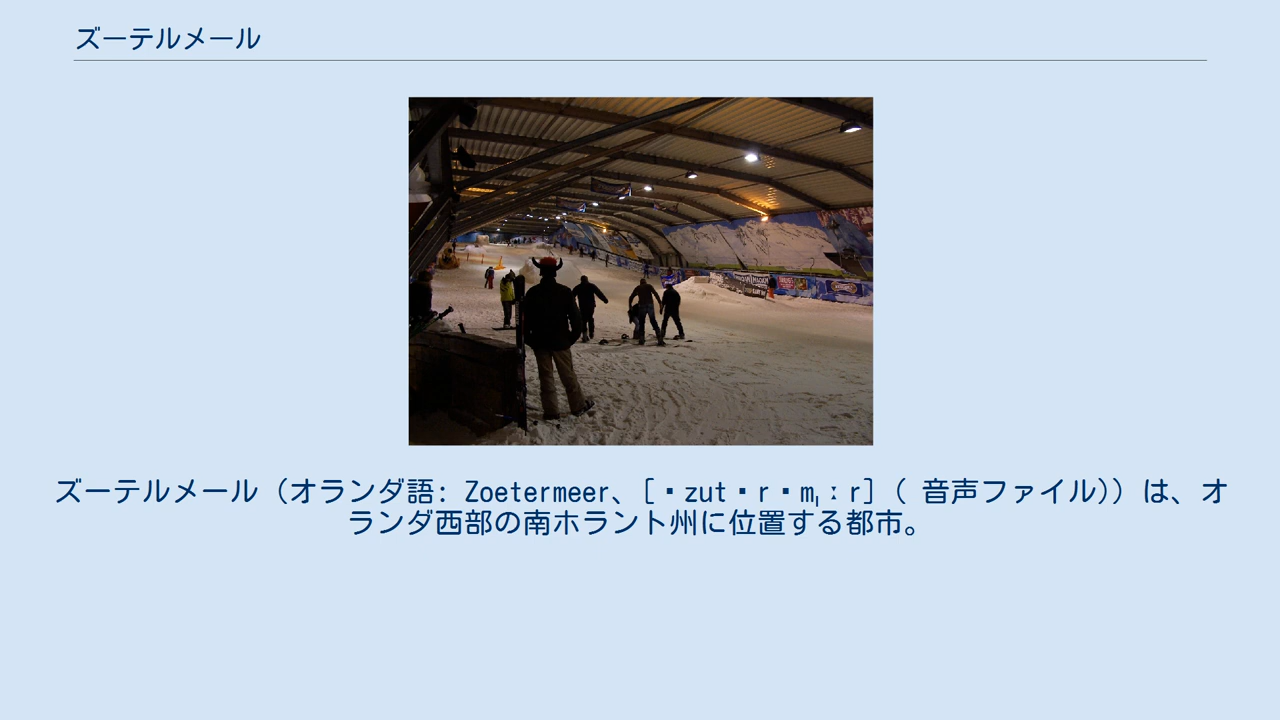 ズーテルメール
ズーテルメール（オランダ語: Zoetermeer、[・zut・r・m̩ːr]（ 音声ファイル)）は、オ
ランダ西部の南ホラント州に位置する都市。